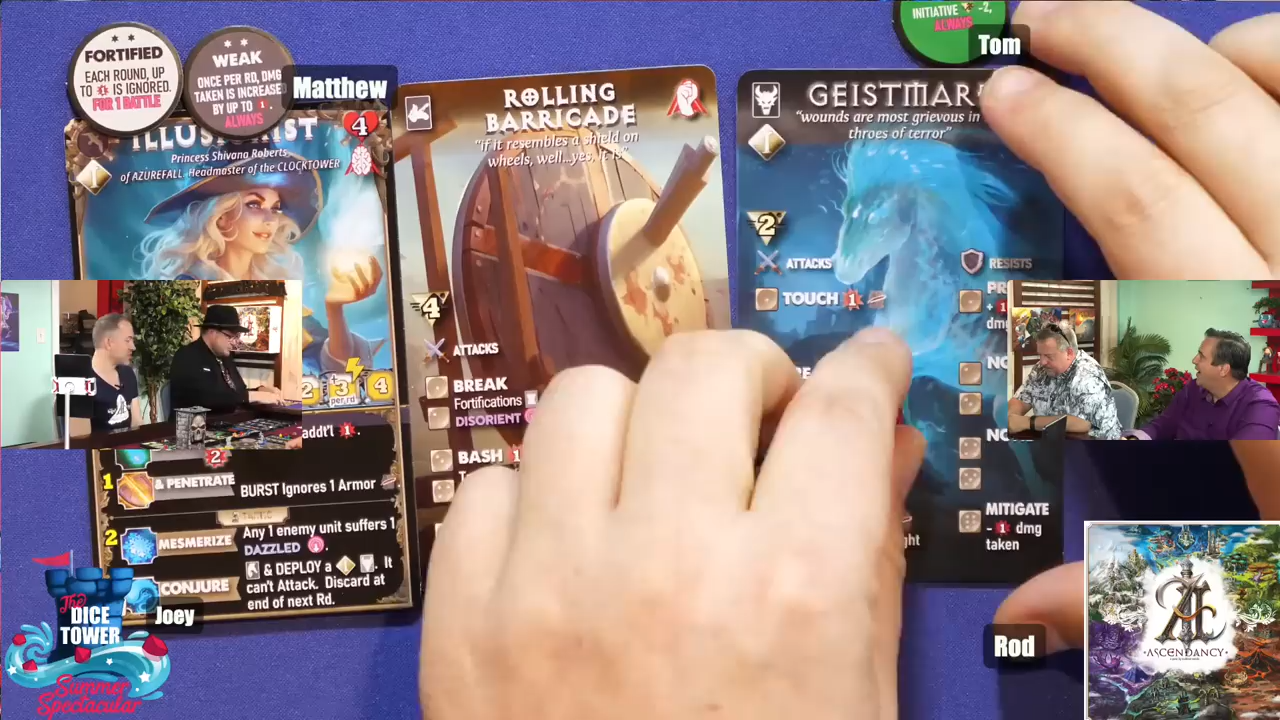 FORTIFIED
EACH ROUND, UP
TO 1 IS IGNORED.
FOR 1 BATTLE
WEAK
ONCE PER RD, DMG
TAKEN IS INCREASED
BY UP TO 1.
ALWAYS
Matthew
4
Princess Shivana Roberts
of AZUREFALL. Headmaster of the CLOCKTOWER
2
3
per rd
4
addt'l 1.
2
1
& PENETRATE
BURST Ignores 1 Armor
TACTIC
2
MESMERIZE
Any 1 enemy unit suffers 1
DAZZLED
CONJURE
& DEPLOY a
. It
can't Attack. Discard at
end of next Rd.
ROLLING
BARRICADE
"if it resembles a shield on
wheels, well...yes, it is"
4
ATTACKS
BREAK
Fortifications
DISORIENT
BASH 1
INITIATIVE -2,
ALWAYS
Tom
"wounds are most grievous in
throes of terror"
2
ATTACKS
TOUCH 1
RESISTS
+ 1
dmg
MITIGATE
- 1 dmg
taken
The
DICE
TOWER
Summer
Spectacular
Joey
Rod
ASCENDANCY